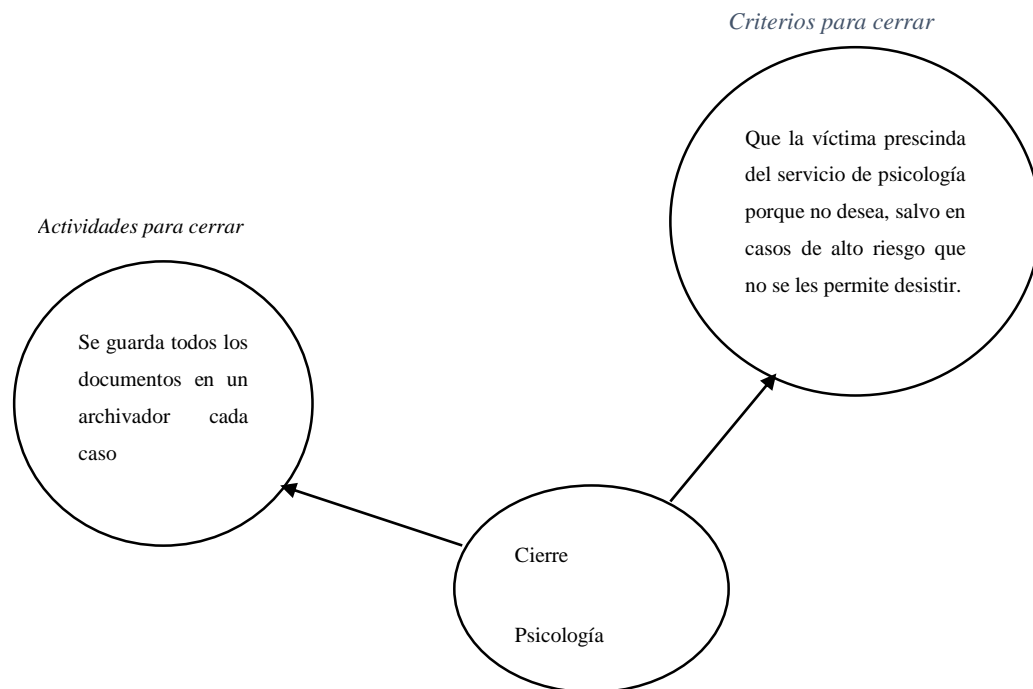 Criterios para cerrar
Que la víctima prescinda
del servicio de psicología
porque no desea, salvo en
casos de alto riesgo que
no se les permite desistir.
Actividades para cerrar
Se guarda todos los
documentos en un
archivador cada
caso
Cierre
Psicología